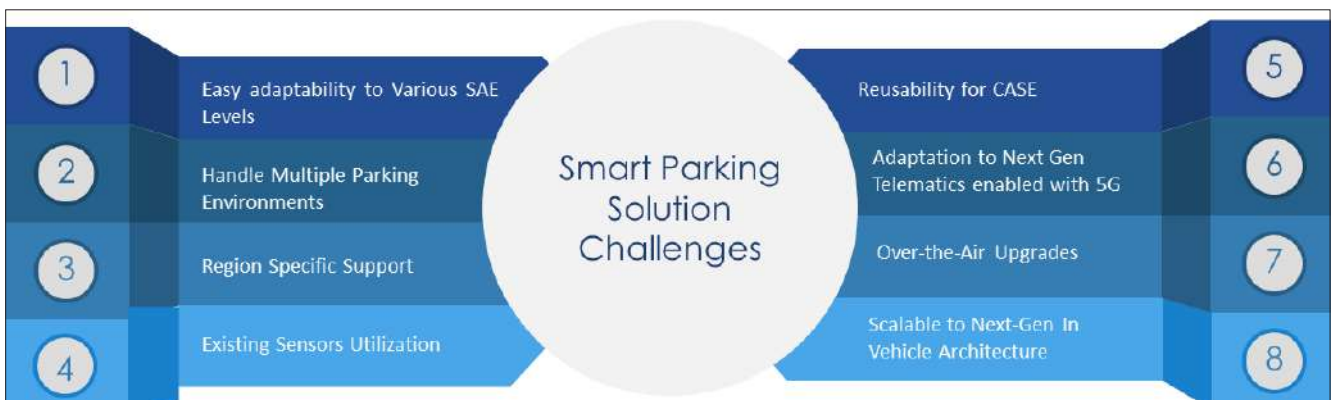 1
Easy adaptability to Various SAE
Levels
2
Handle Multiple Parking
Environments
3
Region Specific Support
4
Existing Sensors Utilization
Smart Parking
Solution
Challenges
5
Reusability for CASE
6
Adaptation to Next Gen
Telematics enabled with 5G
7
Over-the-Air Upgrades
8
Scalable to Next-Gen In
Vehicle Architecture